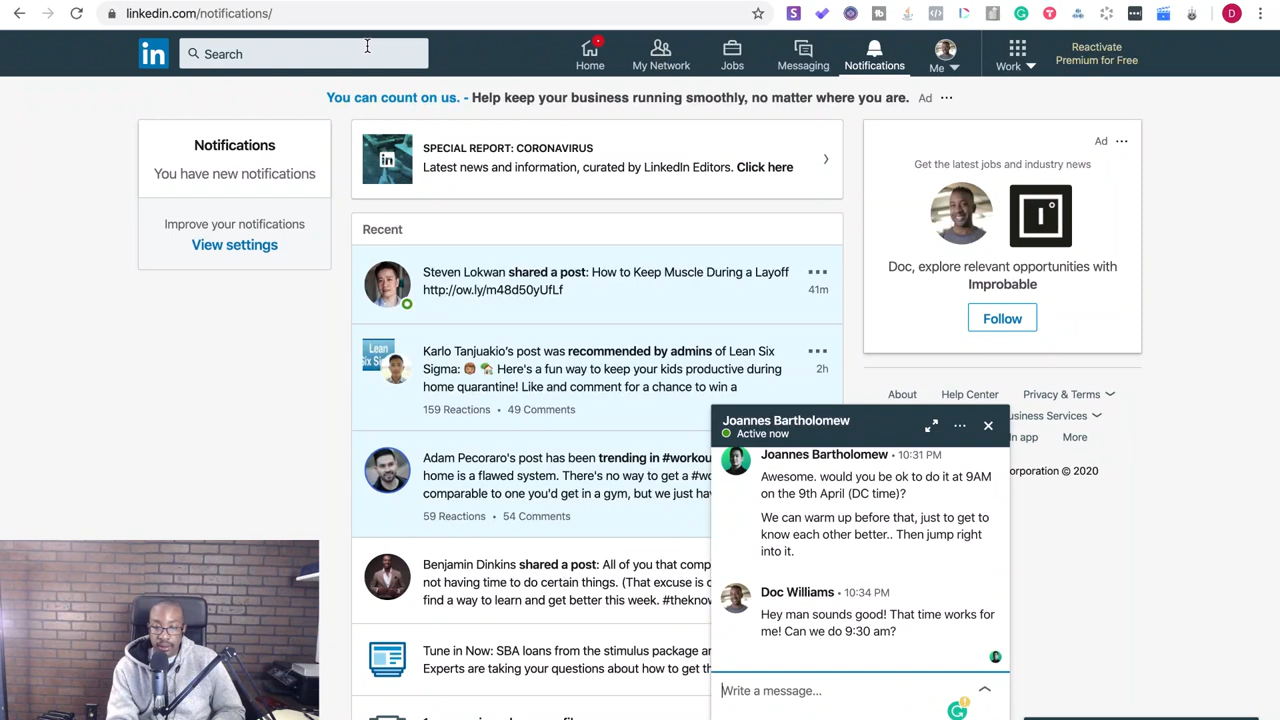 linkedin.com/notifications/
Search
Home
My Network
Jobs
Messaging
Notifications
Me
Work
Reactivate
Premium for Free
You can count on us. - Help keep your business running smoothly, no matter where you are. Ad
Notifications
You have new notifications
Improve your notifications
View settings
SPECIAL REPORT: CORONAVIRUS
Latest news and information, curated by LinkedIn Editors. Click here
Recent
Steven Lokwan shared a post: How to Keep Muscle During a Layoff
http://ow.ly/m48d50yUfLf
41m
Karlo Tanjuakio's post was recommended by admins of Lean Six
Sigma: 👩🏽 🏡 Here's a fun way to keep your kids productive during
home quarantine! Like and comment for a chance to win a
2h
159 Reactions • 49 Comments
Adam Pecoraro's post has been trending in #workou
home is a flawed system. There's no way to get a #wo
comparable to one you'd get in a gym, but we just hav
59 Reactions • 54 Comments
Benjamin Dinkins shared a post: All of you that comp
not having time to do certain things. (That excuse is c
find a way to learn and get better this week. #theknow
Tune in Now: SBA loans from the stimulus package ar
Experts are taking your questions about how to get th
Ad
Get the latest jobs and industry news
Doc, explore relevant opportunities with
Improbable
Follow
About
Help Center
Privacy & Terms
usiness Services
In app
More
orporation © 2020
Joannes Bartholomew
Active now
Joannes Bartholomew • 10:31 PM
Awesome. would you be ok to do it at 9AM
on the 9th April (DC time)?
We can warm up before that, just to get to
know each other better.. Then jump right
into it.
Doc Williams • 10:34 PM
Hey man sounds good! That time works for
me! Can we do 9:30 am?
Write a message...